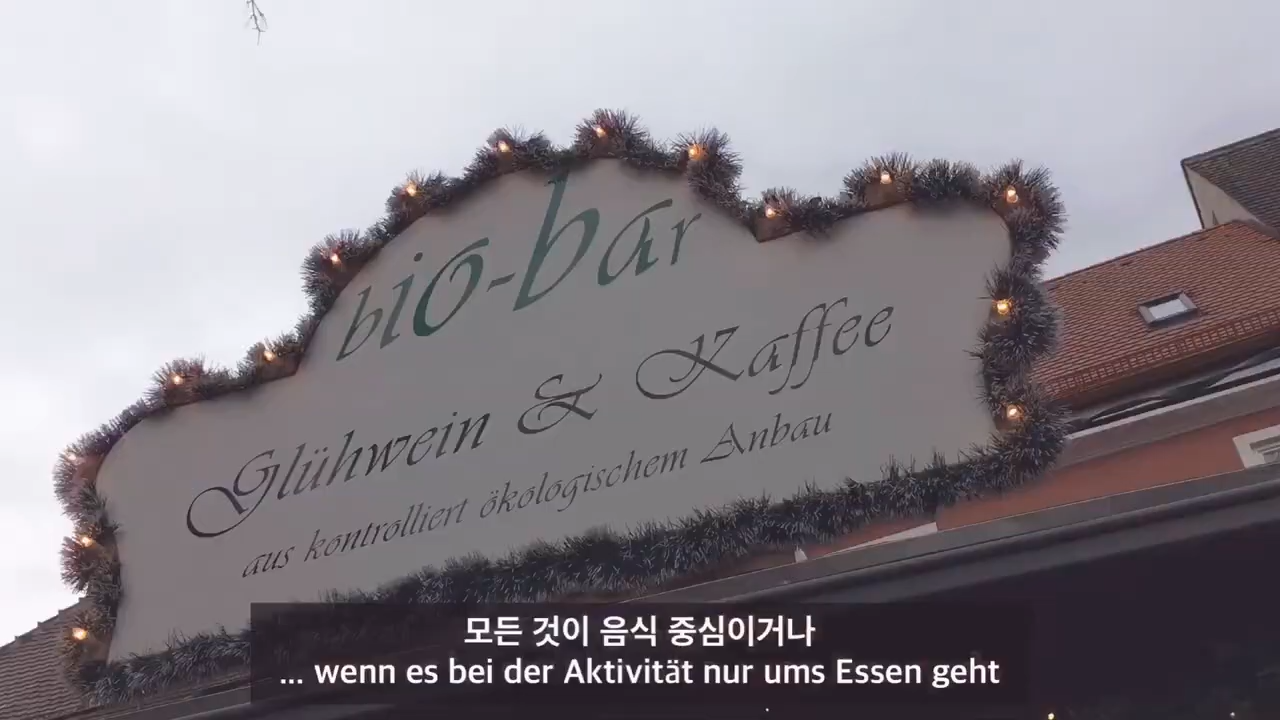 bio-bar
Glühwein & Kaffee
aus kontrolliert ökologischem Anbau
모든 것이 음식 중심이거나
... wenn es bei der Aktivität nur ums Essen geht